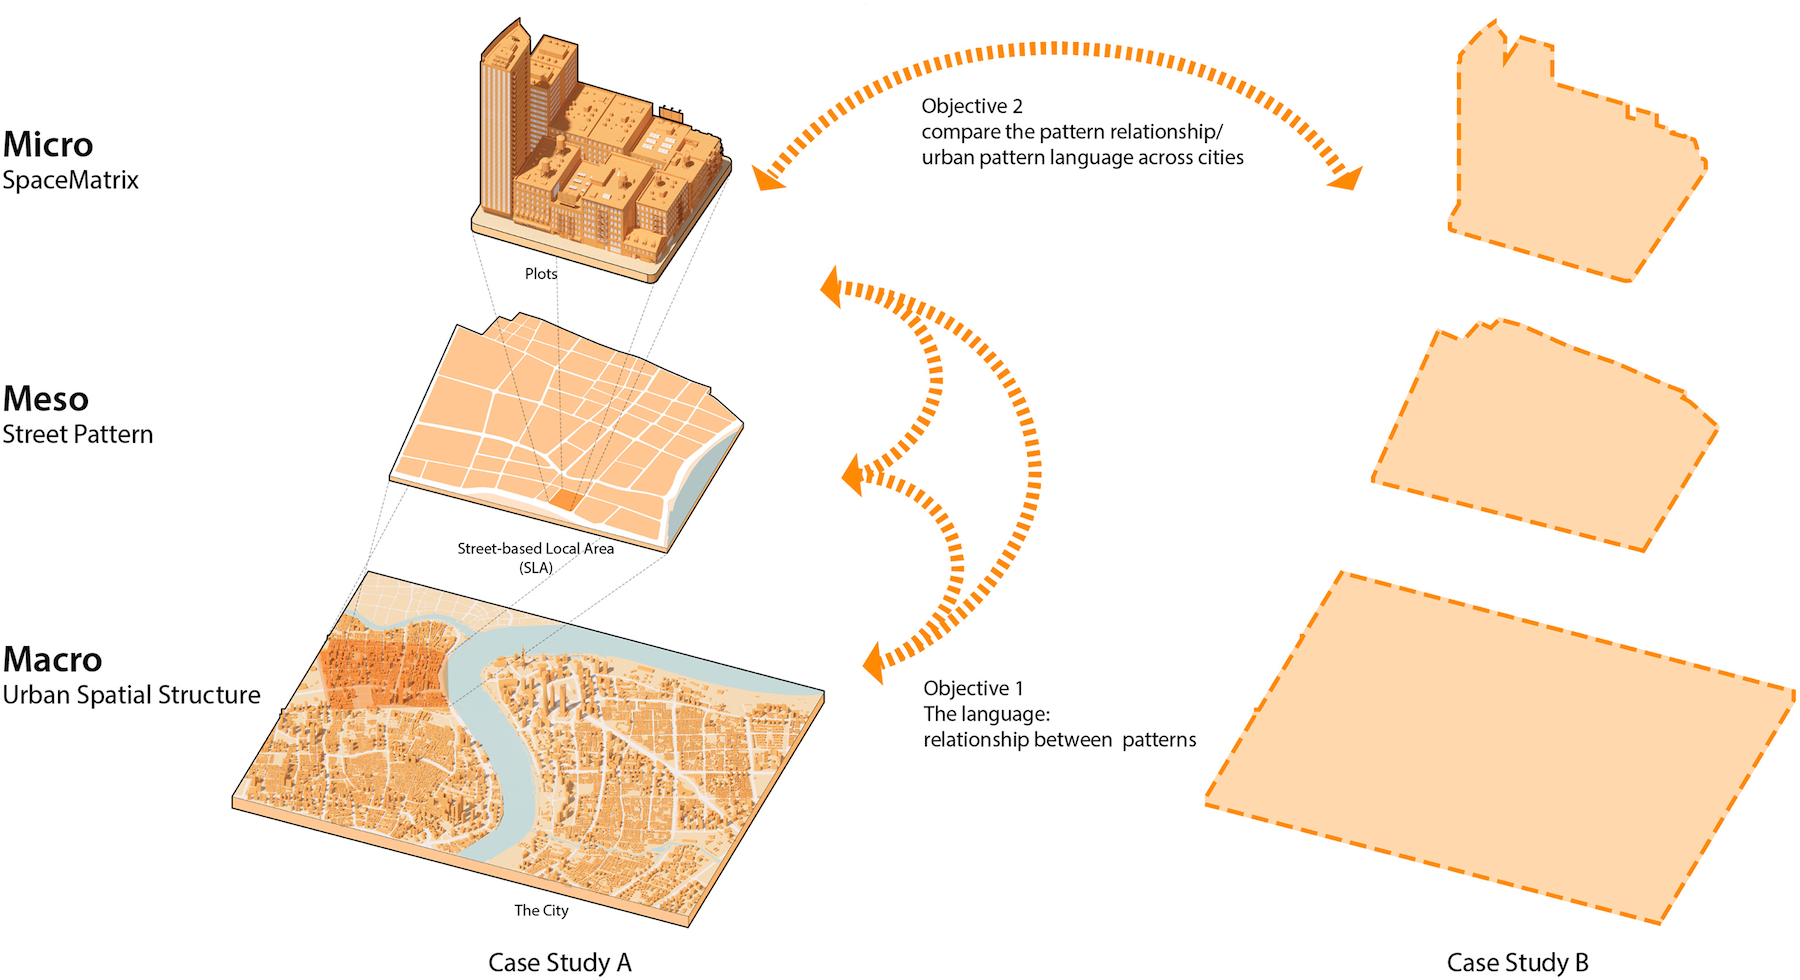 Micro
SpaceMatrix
Objective 2
compare the pattern relationship/
urban pattern language across cities
Plots
Meso
Street Pattern
Street-based Local Area
(SLA)
Macro
Urban Spatial Structure
Objective 1
The language:
relationship between patterns
The City
Case Study A
Case Study B